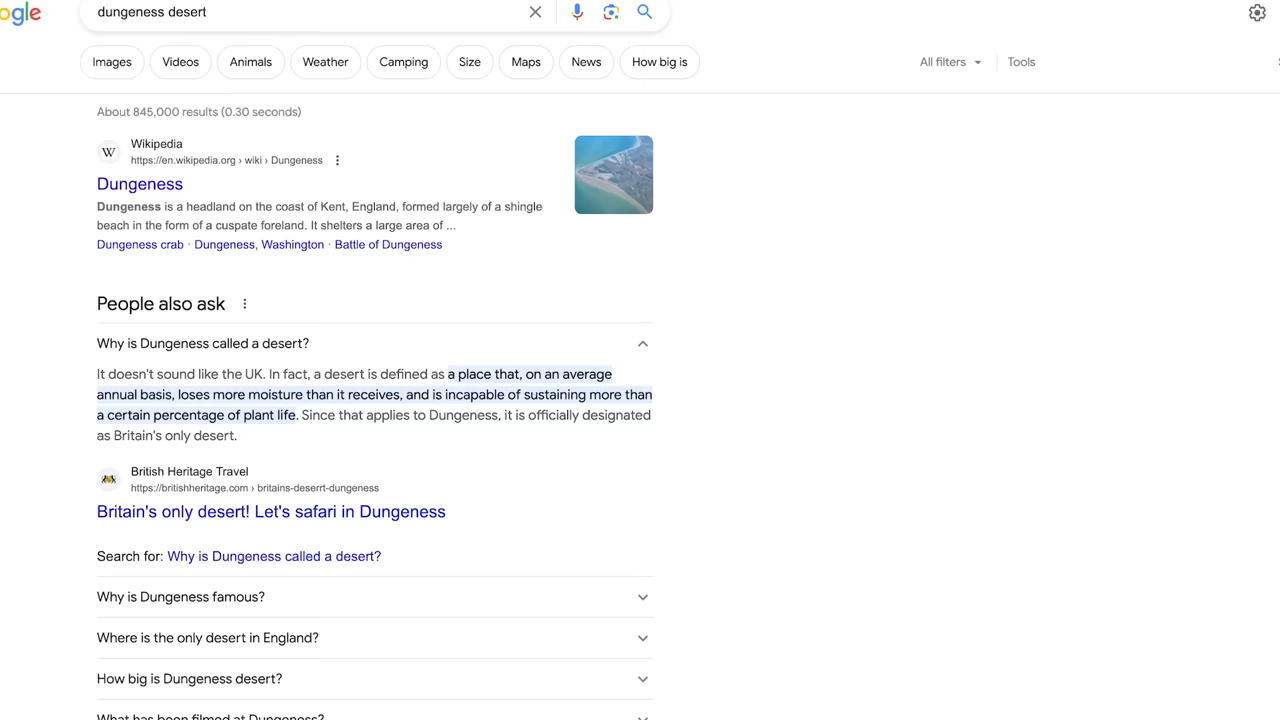 ogle
dungeness desert
Images
Videos
Animals
Weather
Camping
Size
Maps
News
How big is
All filters
Tools
About 845,000 results (0.30 seconds)
W
Wikipedia
https://en.wikipedia.org › wiki › Dungeness
Dungeness
Dungeness is a headland on the coast of Kent, England, formed largely of a shingle
beach in the form of a cuspate foreland. It shelters a large area of ...
Dungeness crab · Dungeness, Washington · Battle of Dungeness
People also ask
Why is Dungeness called a desert?
It doesn't sound like the UK. In fact, a desert is defined as a place that, on an average
annual basis, loses more moisture than it receives, and is incapable of sustaining more than
a certain percentage of plant life. Since that applies to Dungeness, it is officially designated
as Britain's only desert.
British Heritage Travel
https://britishheritage.com › britains-deserrt-dungeness
Britain's only desert! Let's safari in Dungeness
Search for: Why is Dungeness called a desert?
Why is Dungeness famous?
Where is the only desert in England?
How big is Dungeness desert?
What has been filmed at Dungeness?